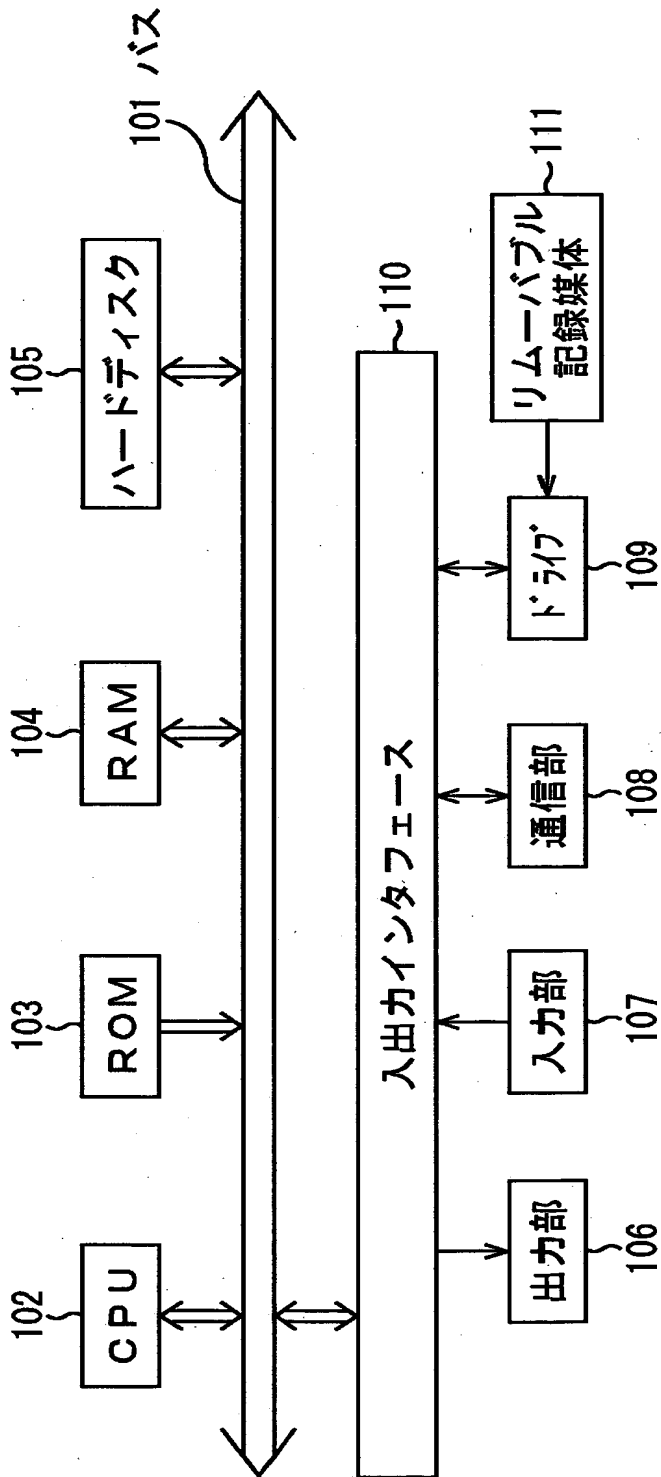 102
103
104
105
CPU
ROM
RAM
ハードディスク
101 バス
110
入出力インタフェース
出力部
入力部
通信部
ドライブ
リムーバブル
記録媒体
111
106
107
108
109